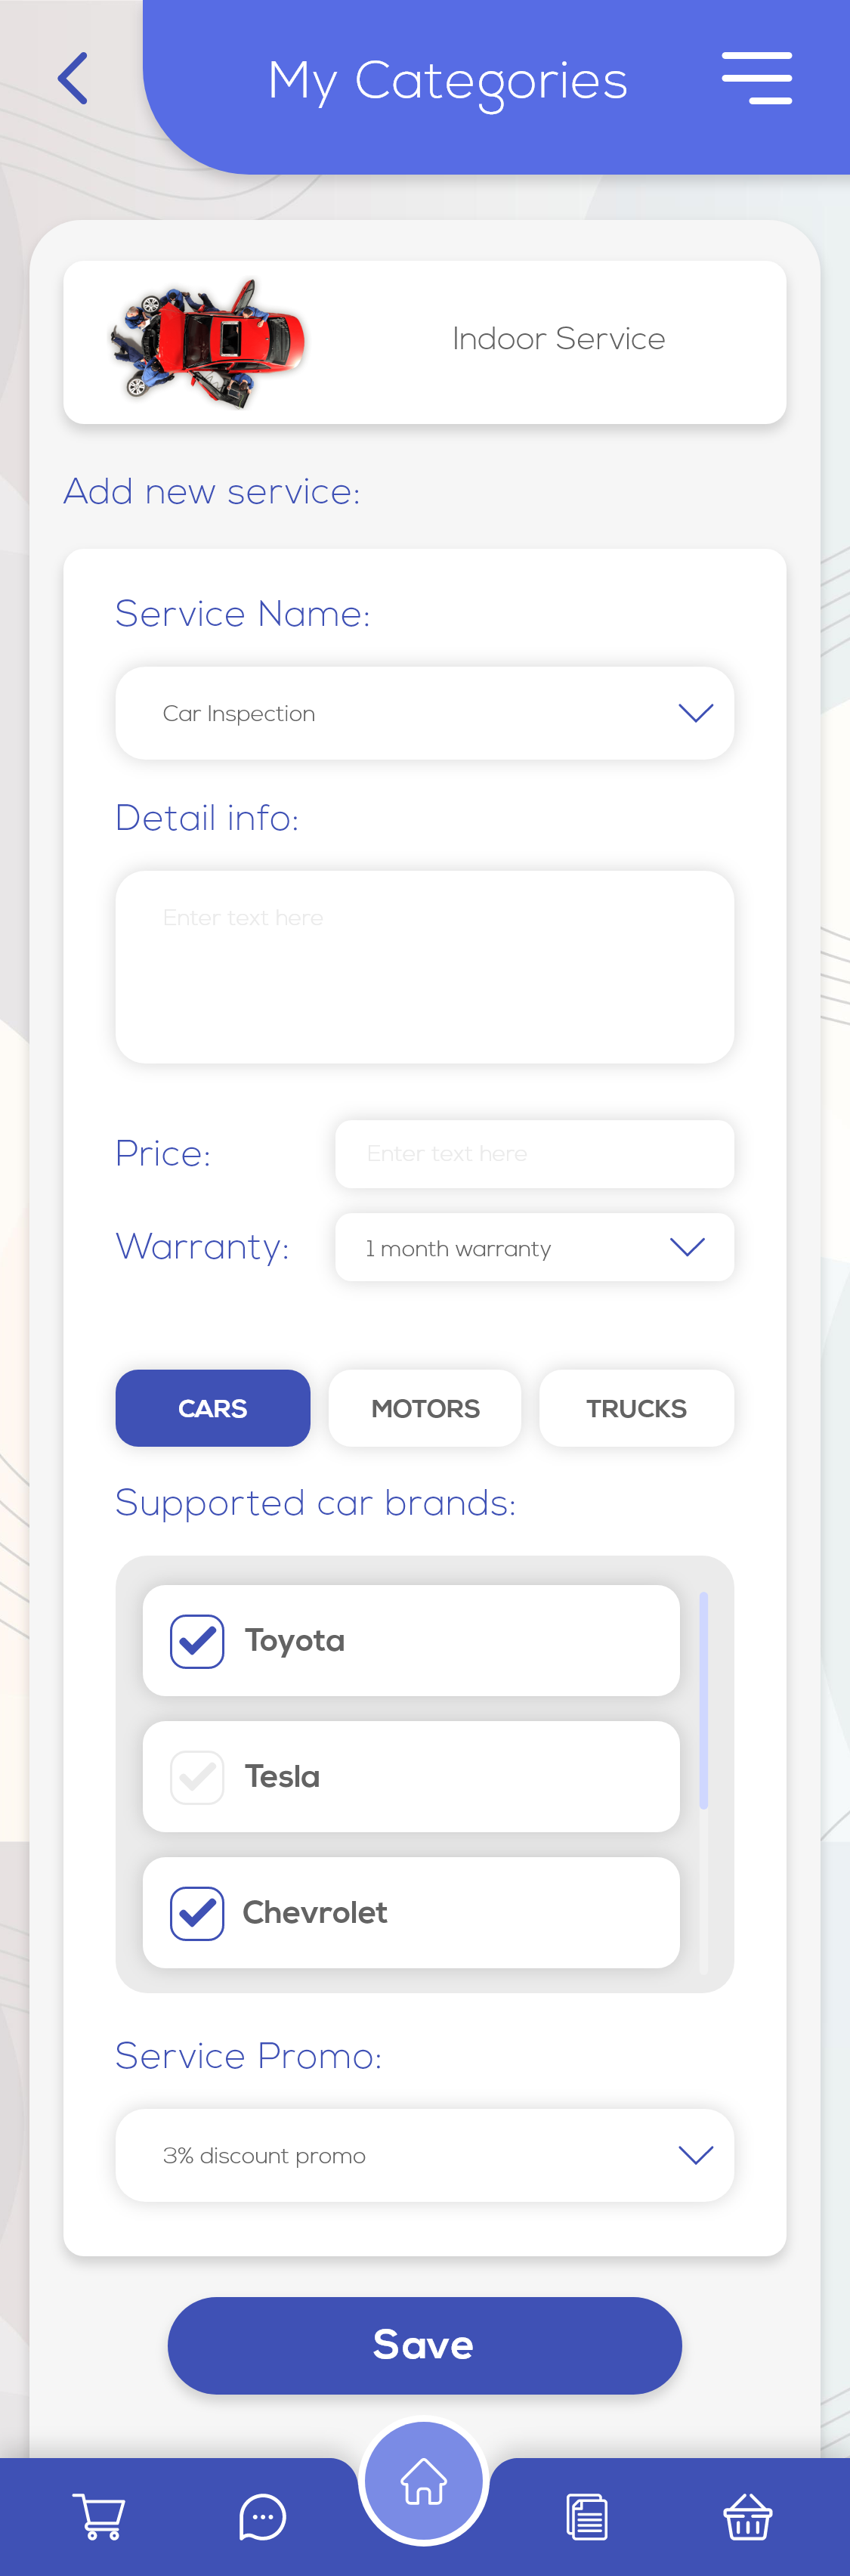 My Categories
Indoor Service
Add new service:
Service Name:
Car Inspection
Detail info:
Enter text here
Price:
Enter text here
Warranty:
1 month warranty
CARS
MOTORS
TRUCKS
Supported car brands:
Toyota
Tesla
Chevrolet
Service Promo:
3% discount promo
Save